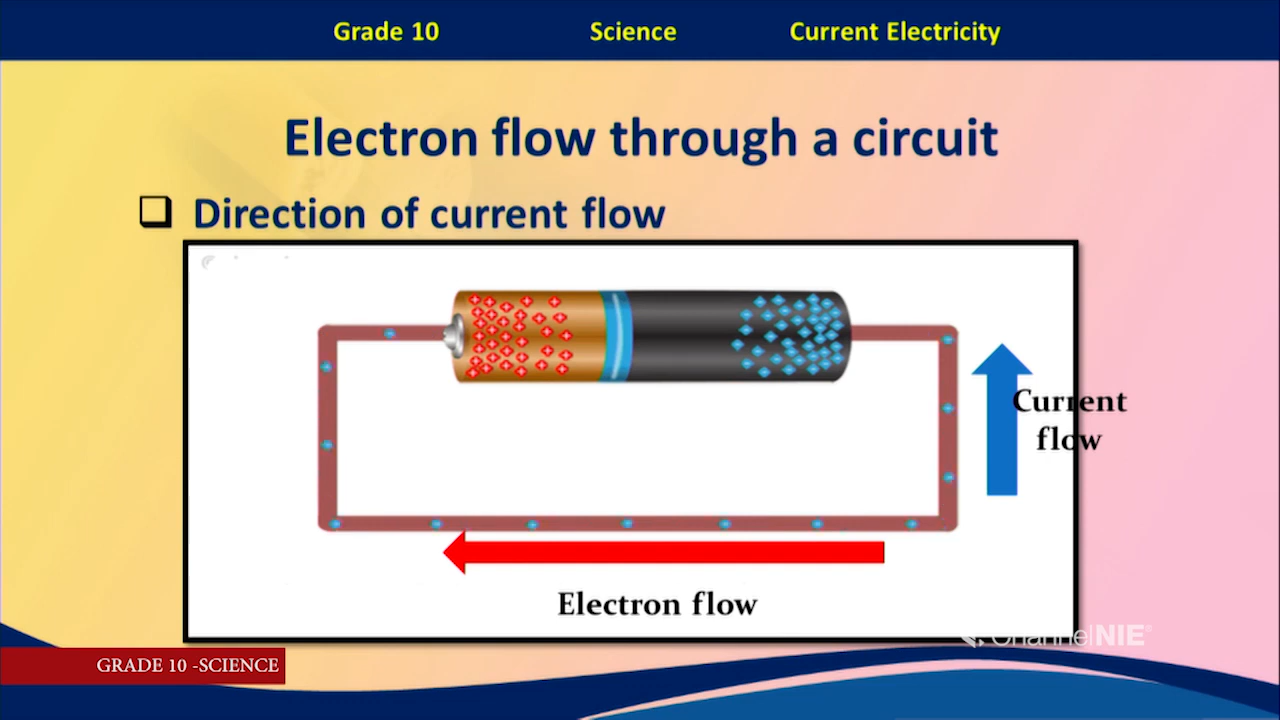 Grade 10 Science Current Electricity
Electron flow through a circuit
❑ Direction of current flow
Current
flow
Electron flow
ChannelNIE®
GRADE 10 -SCIENCE